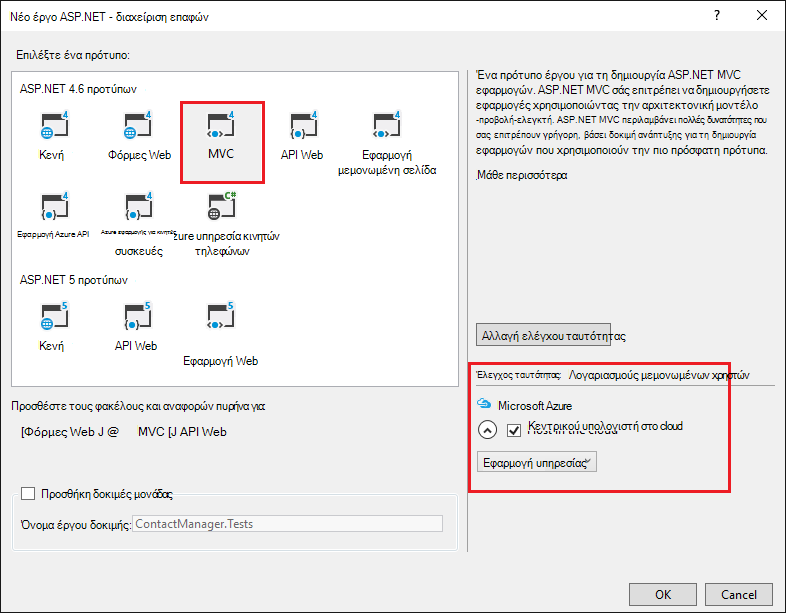 Νέο έργο ASP.NET - διαχείριση επαφών
Επιλέξτε ένα πρότυπο:
ASP.NET 4.6 προτύπων
Κενή
Φόρμες Web
MVC
API Web
Εφαρμογή
μεμονωμένη σελίδα
Εφαρμογή Azure API
Azure εφαρμογής για κινητές
συσκευές
zure υπηρεσία κινητών
τηλεφώνων
ASP.NET 5 προτύπων
Κενή
API Web
Εφαρμογή Web
Ένα πρότυπο έργου για τη δημιουργία ASP.NET MVC
εφαρμογών. ASP.NET MVC σάς επιτρέπει να δημιουργήσετε
εφαρμογές χρησιμοποιώντας την αρχιτεκτονική μοντέλο
-προβολή-ελεγκτή. ASP.NET MVC περιλαμβάνει πολλές δυνατότητες που
σας επιτρέπουν γρήγορη, βάσει δοκιμή ανάπτυξης για τη δημιουργία
εφαρμογών που χρησιμοποιούν την πιο πρόσφατη πρότυπα.
Μάθε περισσότερα
Αλλαγή ελέγχου ταυτότητας
Έλεγχος ταυτότητας: Λογαριασμούς μεμονωμένων χρηστών
Microsoft Azure
Κεντρικού υπολογιστή στο cloud
Εφαρμογή υπηρεσίας
Προσθέστε τους φακέλους και αναφορών πυρήνα για:
[Φόρμες Web J @ MVC [J API Web
Προσθήκη δοκιμές μονάδας
Όνομα έργου δοκιμής: ContactManager.Tests
OK
Cancel